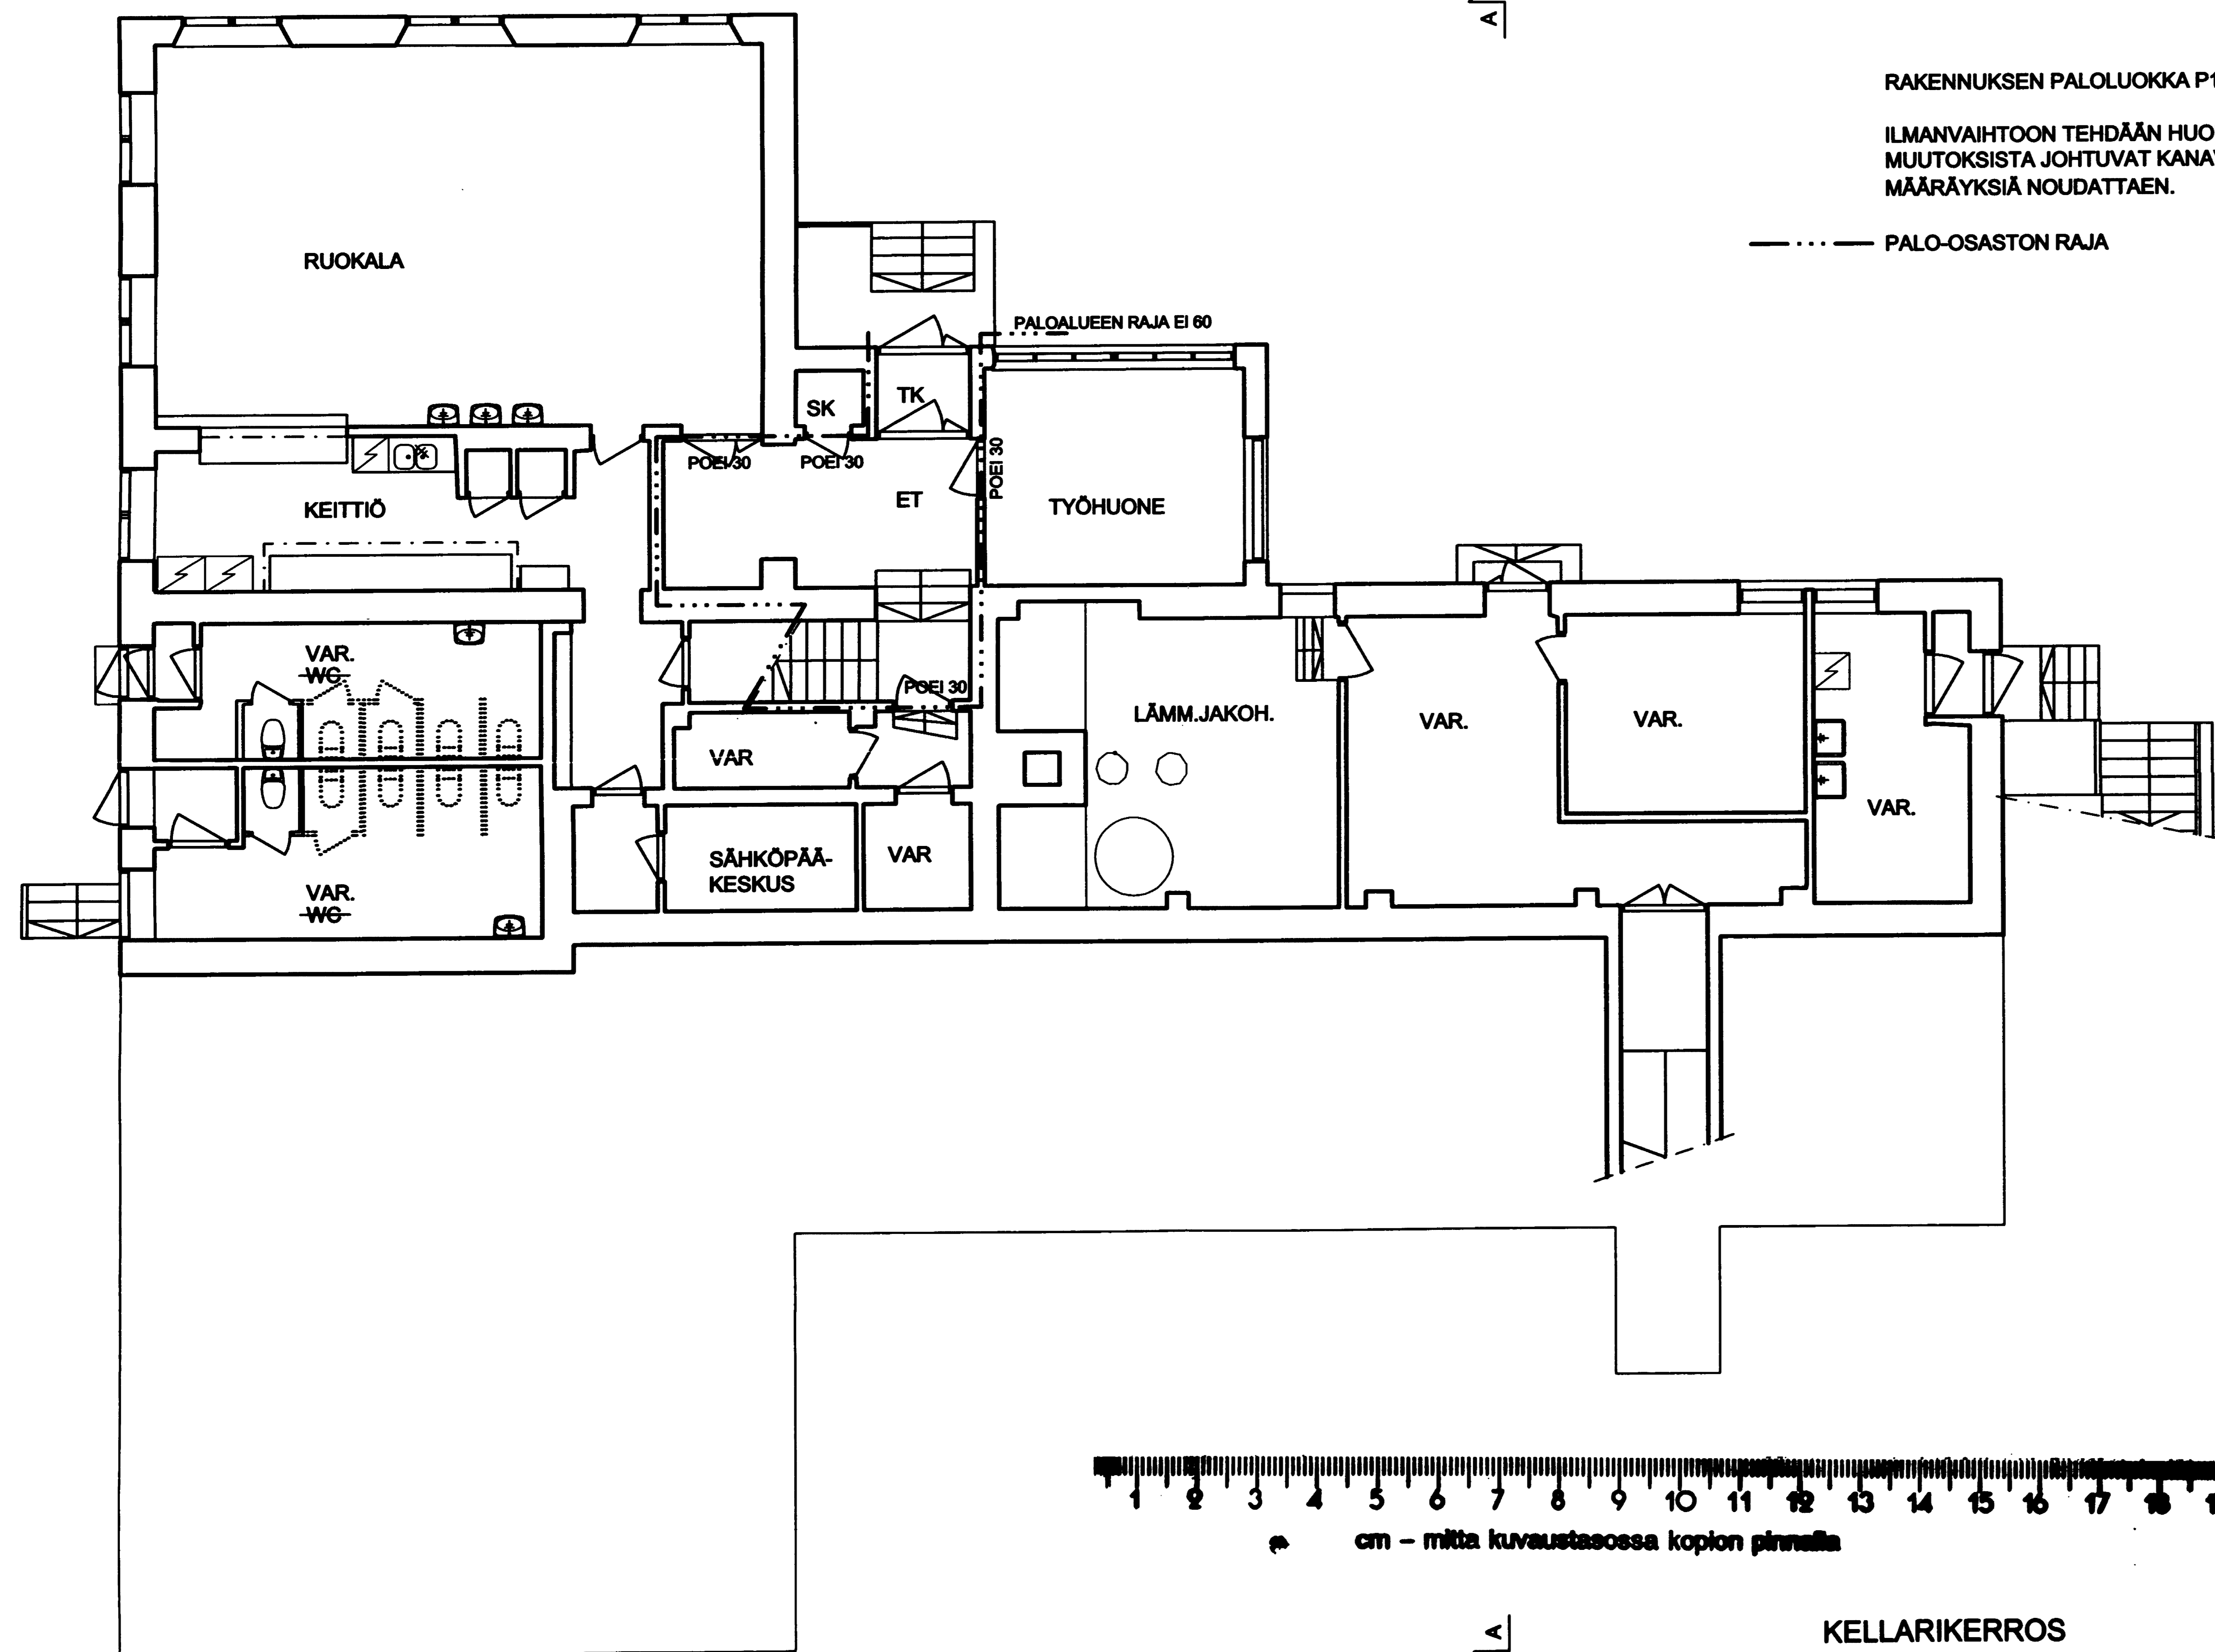 A
RAKENNUKSEN PALOLUOKKA P1
ILMANVAIHTOON TEHDÄÄN
MUUTOKSISTA JOHTUVAT
MÄÄRÄYKSIÄ NOUDATTAEN.
PALO-OSASTON RAJA
RUOKALA
PALOALUEEN RAJA EI 60
SK
TK
POEI 30
POEI 30
POEI 30
KEITTIÖ
ET
TYÖHUONE
VAR.
WC
POEI 30
LÄMM.JAKOH.
VAR.
VAR.
VAR
VAR.
SÄHKÖPÄÄ-
KESKUS
VAR
VAR.
WC
1 2 3 4 5 6 7 8 9 10 11 12 13 14 15 16 17 18
cm – mitta kuvaustasossa kopion pinnalla
A
KELLARIKERROS